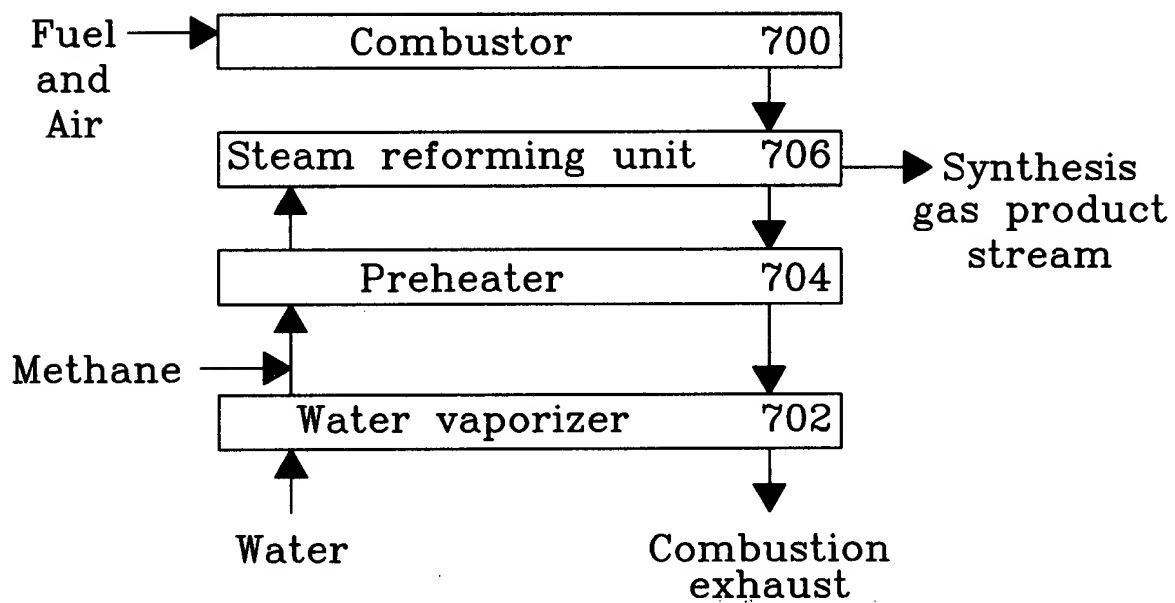 Fuel
and
Air
Combustor 700
Steam reforming unit 706
Synthesis
gas product
stream
Preheater 704
Methane
Water vaporizer 702
Water
Combustion
exhaust